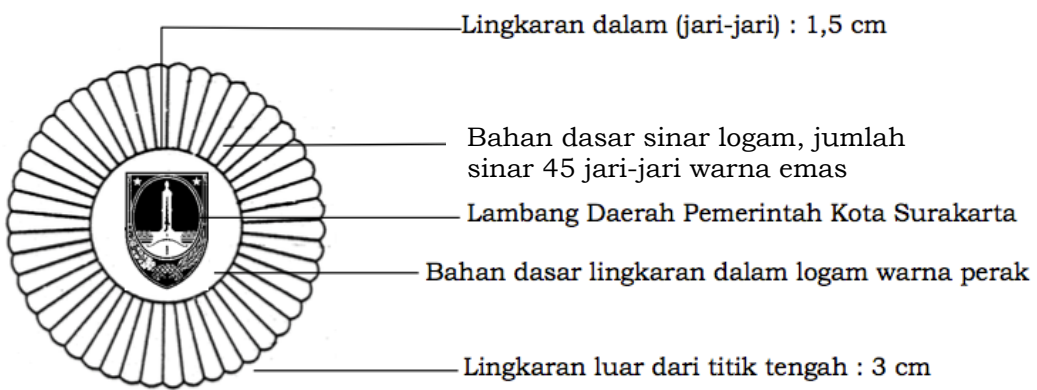 Lingkaran dalam (jari-jari) : 1,5 cm
Bahan dasar sinar logam, jumlah
sinar 45 jari-jari warna emas
Lambang Daerah Pemerintah Kota Surakarta
Bahan dasar lingkaran dalam logam warna perak
Lingkaran luar dari titik tengah : 3 cm